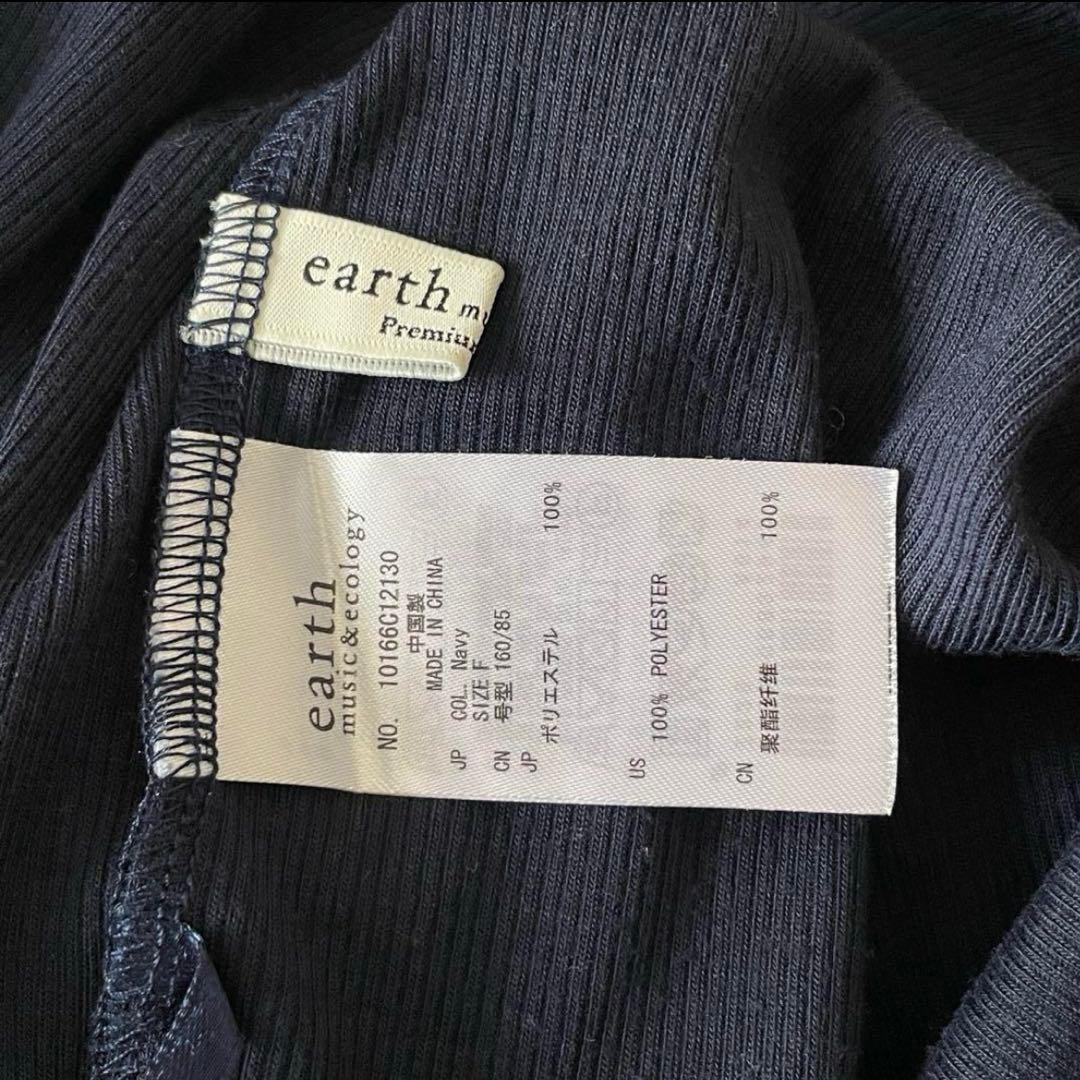 earth
Premium
earth
music&ecology
NO. 10166C12130
中国製
MADE IN CHINA
JP COL. Navy
SIZE F
CN 号型 160/85
JP ポリエステル 100%
US 100% POLYESTER
CN 聚酯纤维 100%